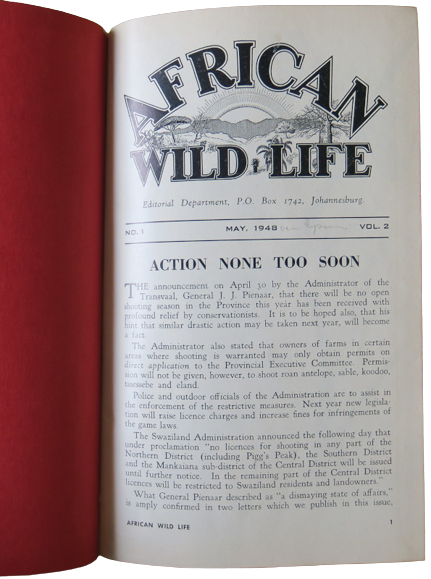 AFRICAN
WILD LIFE
Editorial Department, P.O. Box 1742, Johannesburg.
NO. 1 MAY, 1948 VOL. 2
ACTION NONE TOO SOON
THE announcement on April 30 by the Administrator of the
Transvaal, General J. J. Pienaar, that there will be no open
shooting season in the Province this year has been received with
profound relief by conservationists. It is to be hoped also, that his
hint that similar drastic action may be taken next year, will become
a fact.
The Administrator also stated that owners of farms in certain
areas where shooting is warranted may only obtain permits on
direct application to the Provincial Executive Committee. Permis-
sion will not be given, however, to shoot roan antelope, sable, koodoo,
tsessebe and eland.
Police and outdoor officials of the Administration are to assist in
the enforcement of the restrictive measures. Next year new legisla-
tion will raise licence charges and increase fines for infringements of
the game laws.
The Swaziland Administration announced the following day that
under proclamation "no licences for shooting in any part of the
Northern District (including Pigg's Peak), the Southern District
and the Mankaiana sub-district of the Central District will be issued
until further notice. In the remaining part of the Central District
licences will be restricted to Swaziland residents and landowners."
What General Pienaar described as "a dismaying state of affairs,"
is amply confirmed in two letters which we publish in this issue,
AFRICAN WILD LIFE 1